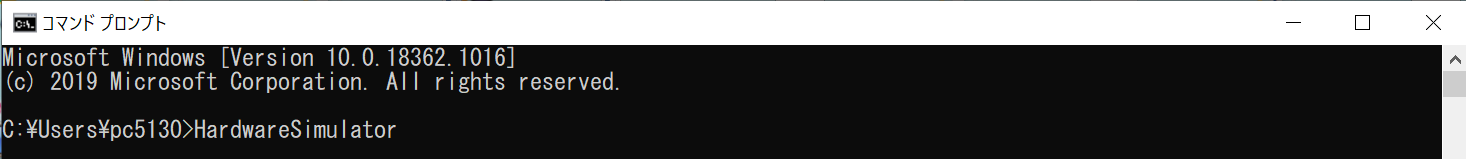 コマンド プロンプト
Microsoft Windows [Version 10.0.18362.1016]
(c) 2019 Microsoft Corporation. All rights reserved.
C:¥Users¥pc5130>HardwareSimulator